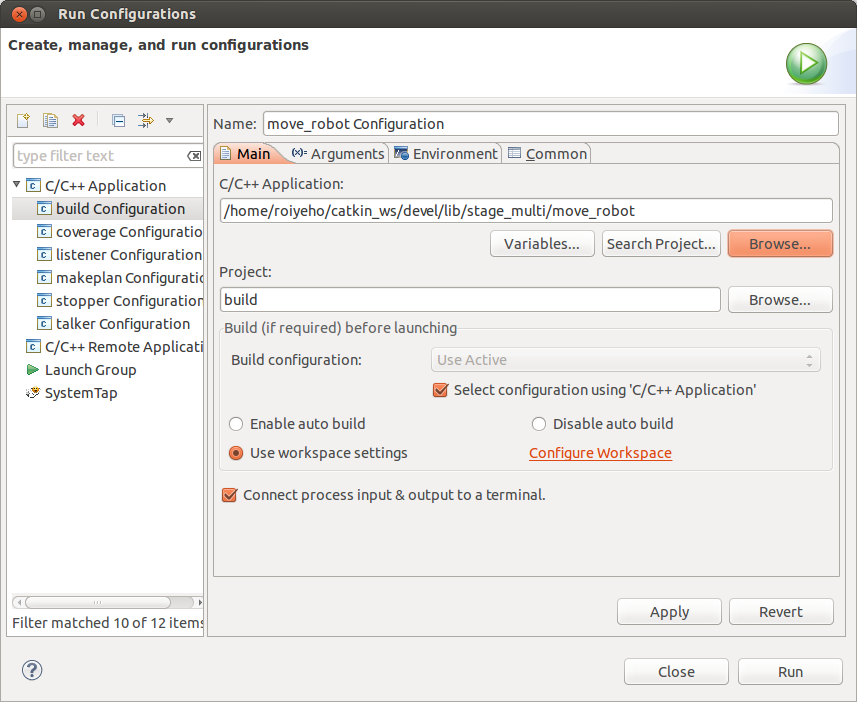 Run Configurations
Create, manage, and run configurations
type filter text
C/C++ Application
build Configuration
coverage Configuratio
listener Configuration
makeplan Configuratio
stopper Configuration
talker Configuration
C/C++ Remote Applicati
Launch Group
SystemTap
Filter matched 10 of 12 items
Name: move_robot Configuration
Main (x)= Arguments Environment Common
C/C++ Application:
/home/roiyeho/catkin_ws/devel/lib/stage_multi/move_robot
Variables... Search Project... Browse...
Project:
build Browse...
Build (if required) before launching
Build configuration: Use Active
Select configuration using 'C/C++ Application'
Enable auto build Disable auto build
Use workspace settings Configure Workspace
Connect process input & output to a terminal.
Apply Revert
? Close Run